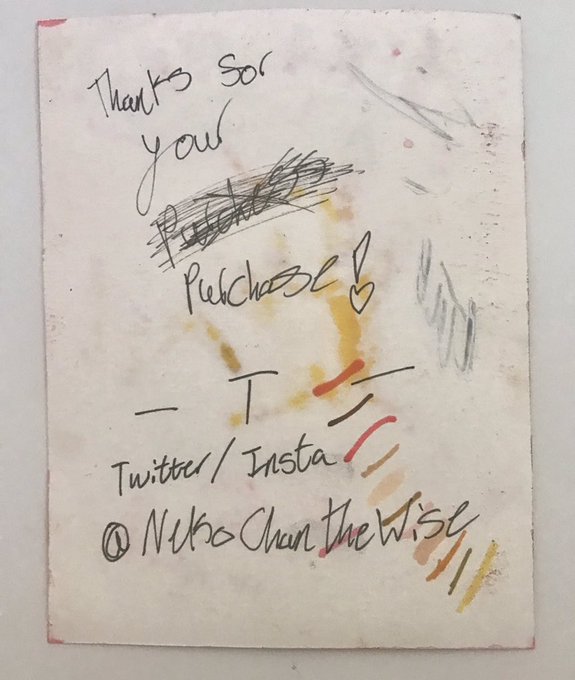 Thanks for
your
Purchase!♡
— T —
Twitter/Insta
@NekoChantheWise